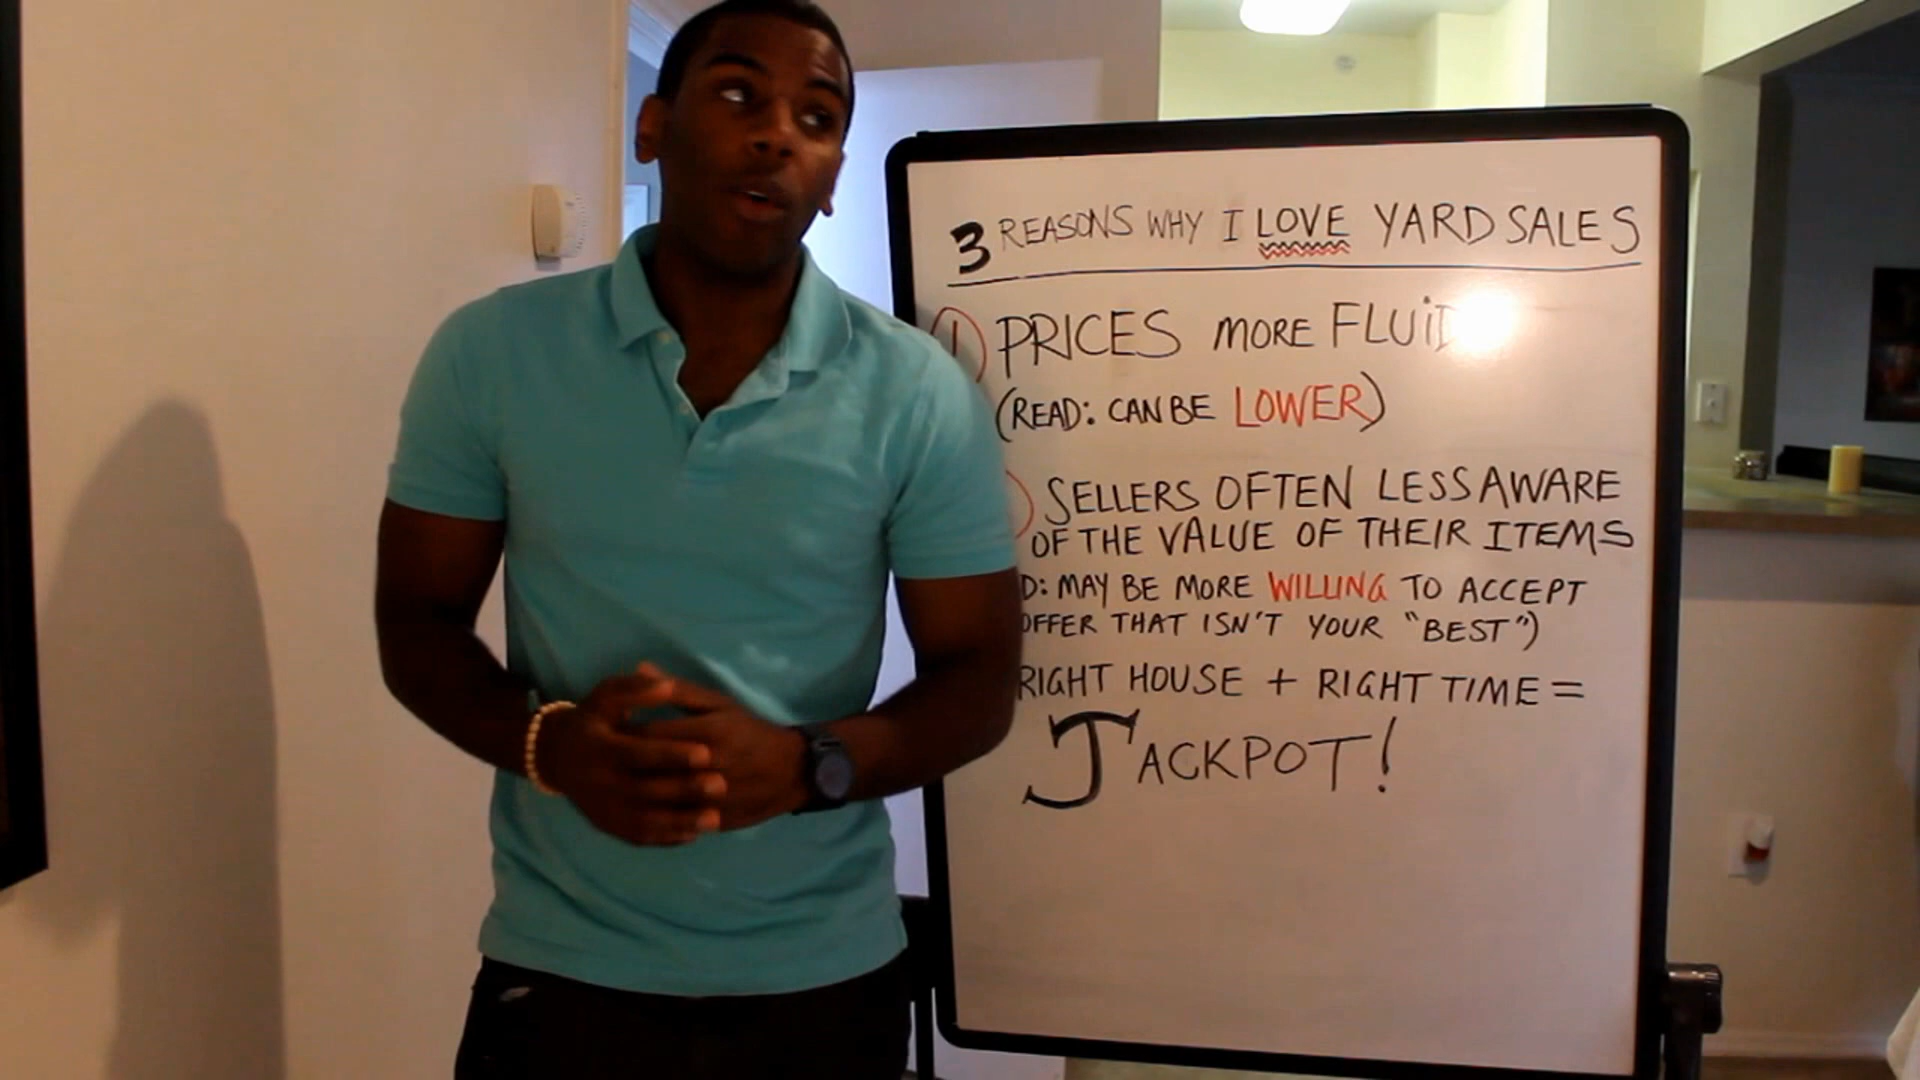 3 REASONS WHY I LOVE YARD SALES
1 PRICES MORE FLUID
(READ: CAN BE LOWER)
SELLERS OFTEN LESS AWARE
OF THE VALUE OF THEIR ITEMS
D: MAY BE MORE WILLING TO ACCEPT
OFFER THAT ISN'T YOUR "BEST")
RIGHT HOUSE + RIGHT TIME =
JACKPOT!